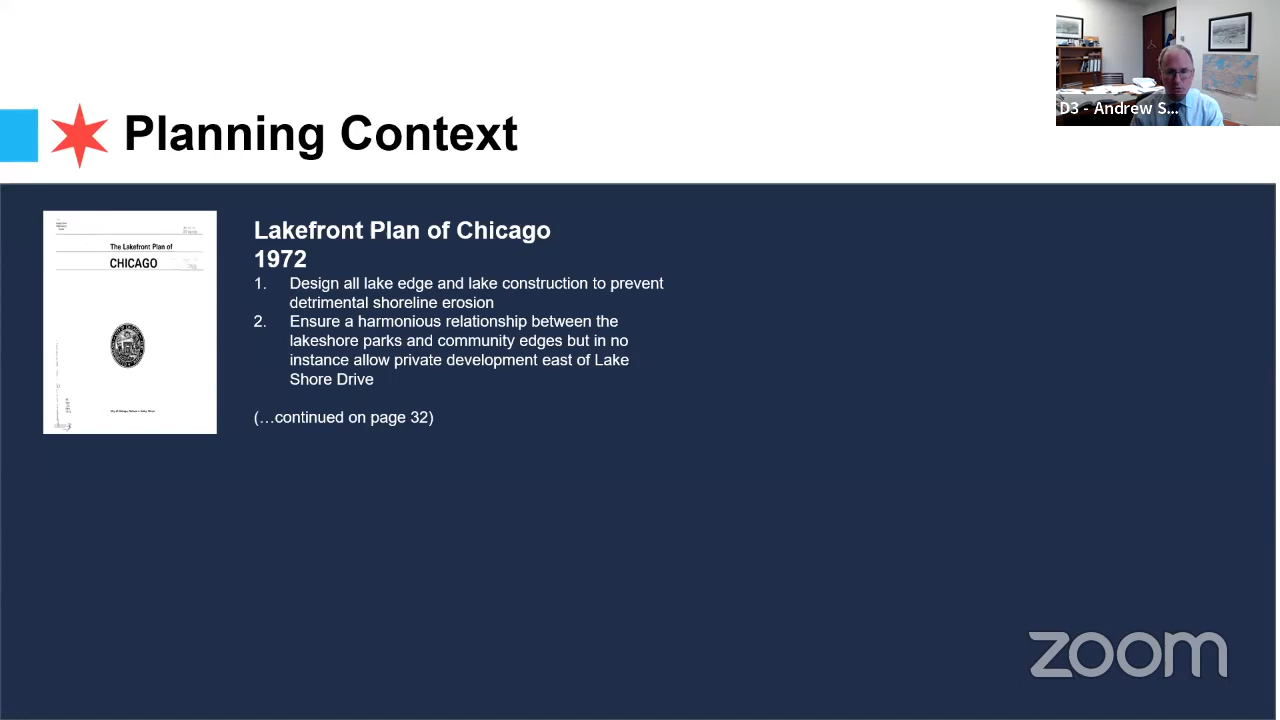 D3 - Andrew S...
Planning Context
The Lakefront Plan of
CHICAGO
Lakefront Plan of Chicago
1972
1. Design all lake edge and lake construction to prevent
detrimental shoreline erosion
2. Ensure a harmonious relationship between the
lakeshore parks and community edges but in no
instance allow private development east of Lake
Shore Drive
(…continued on page 32)
zoom